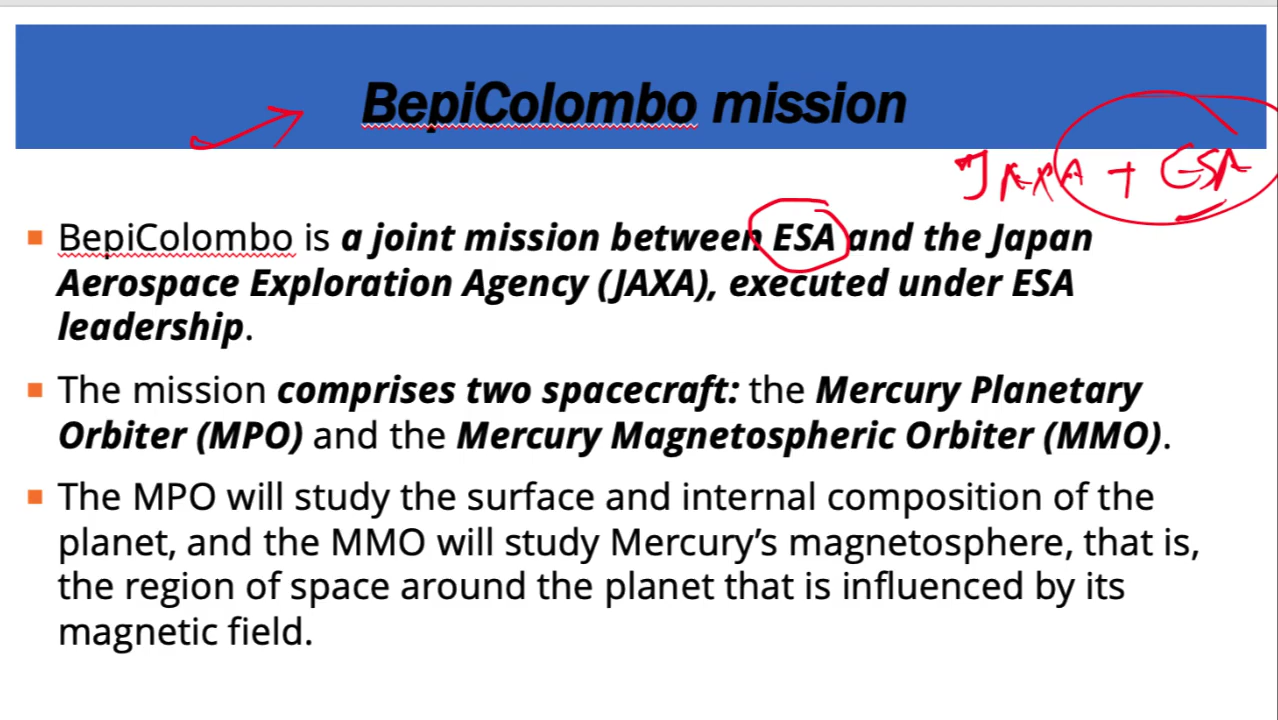 BepiColombo mission
JAXA + ESA
▪ BepiColombo is a joint mission between ESA and the Japan
Aerospace Exploration Agency (JAXA), executed under ESA
leadership.
▪ The mission comprises two spacecraft: the Mercury Planetary
Orbiter (MPO) and the Mercury Magnetospheric Orbiter (MMO).
▪ The MPO will study the surface and internal composition of the
planet, and the MMO will study Mercury’s magnetosphere, that is,
the region of space around the planet that is influenced by its
magnetic field.